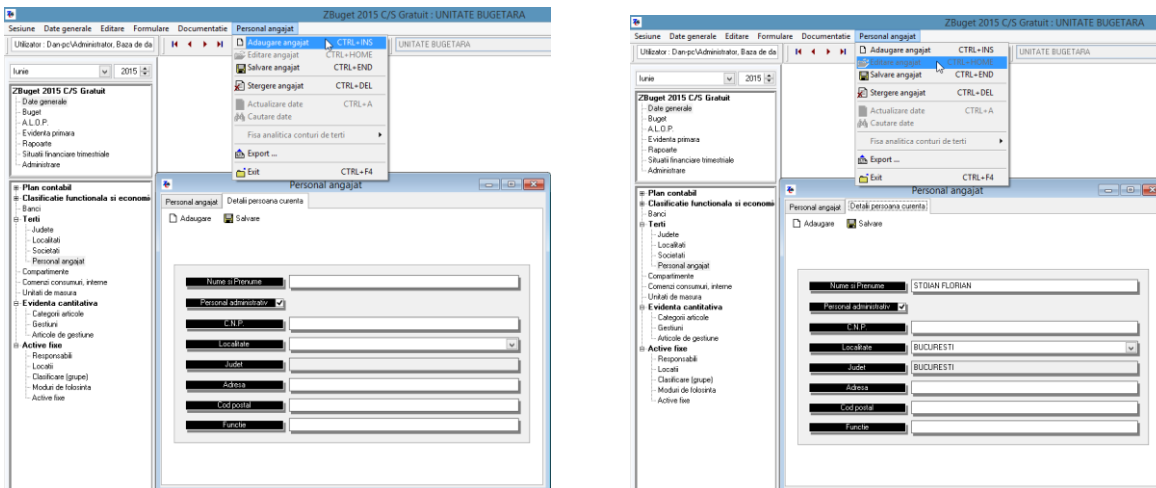 ZBuget 2015 C/S Gratuit : UNITATE BUGETARA
Sesiune Date generale Editare Formulare Documentatie Personal angajat
Utilizator : Dan-pc\Administrator, Baza de da
UNITATE BUGETARA
Adaugare angajat CTRL+INS
Editare angajat CTRL+HOME
Salvare angajat CTRL+END
Stergere angajat CTRL+DEL
Actualizare date CTRL+A
Cautare date
Fisa analitica conturi de terti
Export ...
Exit CTRL+F4
Iunie 2015
ZBuget 2015 C/S Gratuit
Date generale
Buget
A.L.O.P.
Evidenta primara
Rapoarte
Situatii financiare trimestriale
Administrare
Plan contabil
Clasificatie functionala si economi
Banci
Terti
Judete
Localitati
Societati
Personal angajat
Compartimente
Comenzi consumuri, interne
Unitati de masura
Evidenta cantitativa
Categorii articole
Gestiuni
Articole de gestiune
Active fixe
Responsabili
Locatii
Clasificare (grupe)
Moduri de folosinta
Active fixe
Personal angajat
Personal angajat Detalii persoana curenta
Adaugare Salvare
Nume si Prenume
Personal administrativ
C.N.P.
Localitate
Judet
Adresa
Cod postal
Functie
ZBuget 2015 C/S Gratuit : UNITATE BUGETARA
Sesiune Date generale Editare Formulare Documentatie Personal angajat
Utilizator : Dan-pc\Administrator, Baza de da
UNITATE BUGETARA
Adaugare angajat CTRL+INS
Editare angajat CTRL+HOME
Salvare angajat CTRL+END
Stergere angajat CTRL+DEL
Actualizare date CTRL+A
Cautare date
Fisa analitica conturi de terti
Export ...
Exit CTRL+F4
Iunie 2015
ZBuget 2015 C/S Gratuit
Date generale
Buget
A.L.O.P.
Evidenta primara
Rapoarte
Situatii financiare trimestriale
Administrare
Plan contabil
Clasificatie functionala si economi
Banci
Terti
Judete
Localitati
Societati
Personal angajat
Compartimente
Comenzi consumuri, interne
Unitati de masura
Evidenta cantitativa
Categorii articole
Gestiuni
Articole de gestiune
Active fixe
Responsabili
Locatii
Clasificare (grupe)
Moduri de folosinta
Active fixe
Personal angajat
Personal angajat Detalii persoana curenta
Adaugare Salvare
Nume si Prenume STOIAN FLORIAN
Personal administrativ
C.N.P.
Localitate BUCURESTI
Judet BUCURESTI
Adresa
Cod postal
Functie